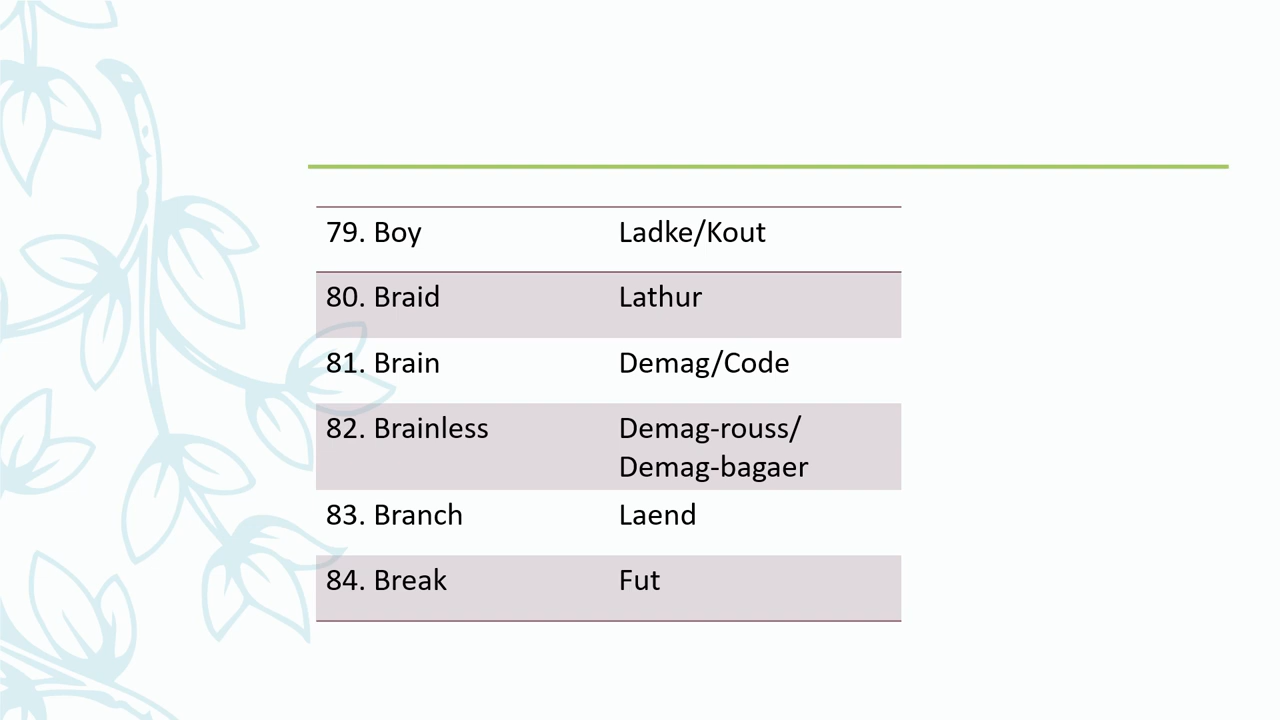 79. Boy Ladke/Kout
80. Braid Lathur
81. Brain Demag/Code
82. Brainless Demag-rouss/
Demag-bagaer
83. Branch Laend
84. Break Fut